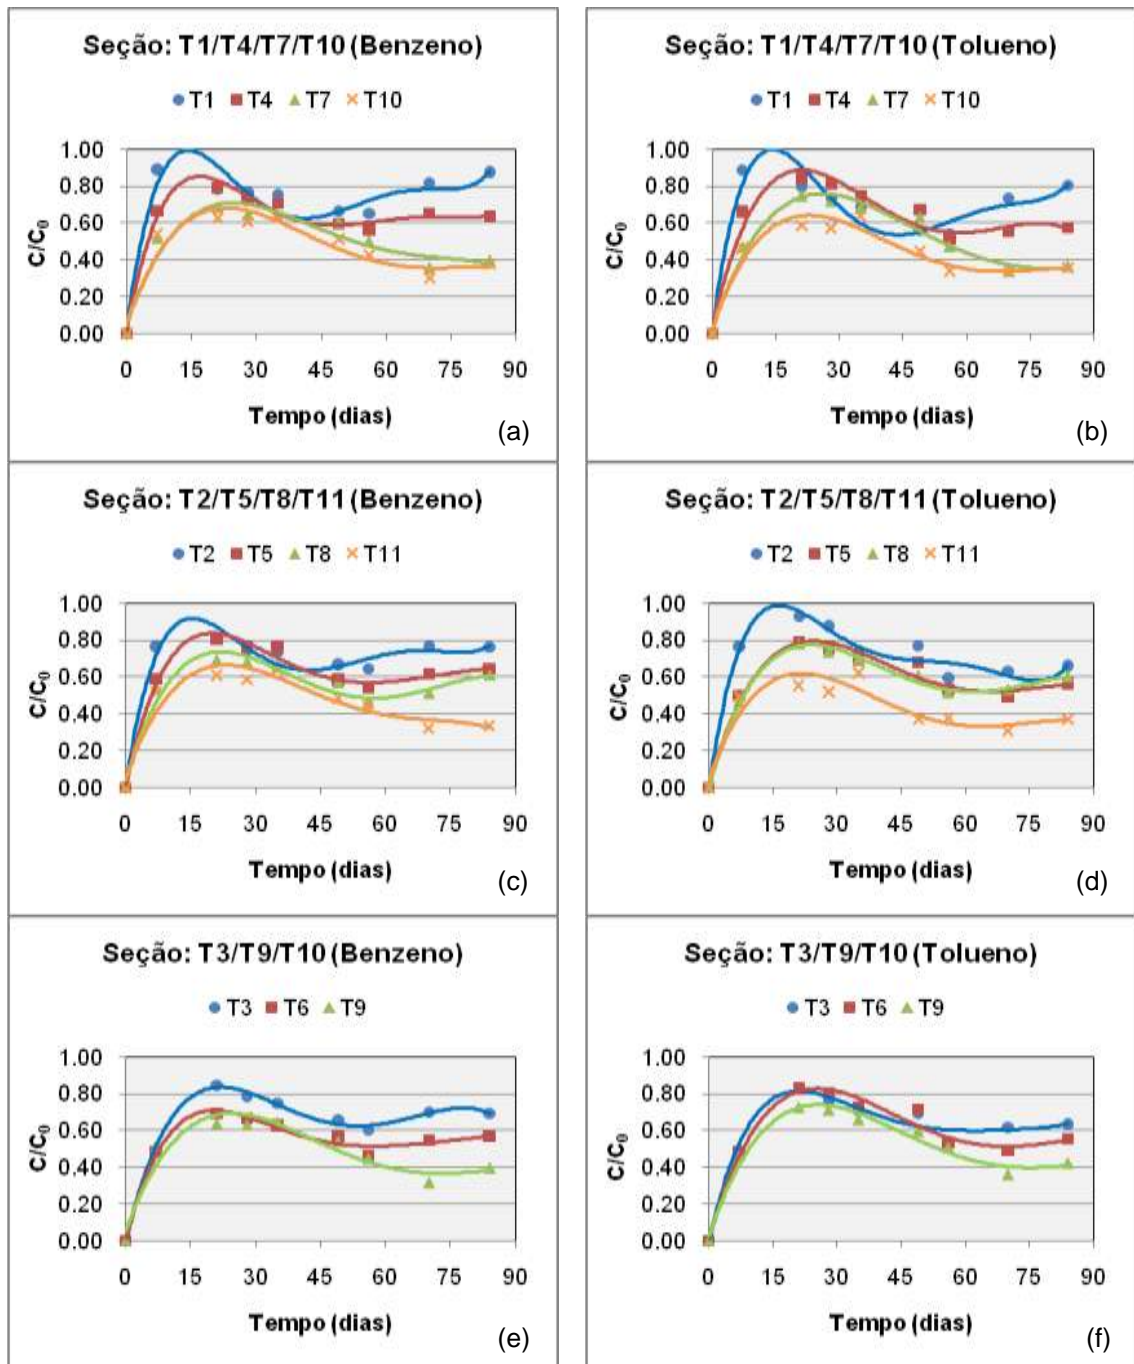 Seção: T1/T4/T7/T10 (Benzeno)
T1 T4 T7 T10
1.00
0.80
0.60
0.40
0.20
0.00
C/C0
0 15 30 45 60 75 90
Tempo (dias)
(a)
Seção: T1/T4/T7/T10 (Tolueno)
T1 T4 T7 T10
1.00
0.80
0.60
0.40
0.20
0.00
C/C0
0 15 30 45 60 75 90
Tempo (dias)
(b)
Seção: T2/T5/T8/T11 (Benzeno)
T2 T5 T8 T11
1.00
0.80
0.60
0.40
0.20
0.00
C/C0
0 15 30 45 60 75 90
Tempo (dias)
(c)
Seção: T2/T5/T8/T11 (Tolueno)
T2 T5 T8 T11
1.00
0.80
0.60
0.40
0.20
0.00
C/C0
0 15 30 45 60 75 90
Tempo (dias)
(d)
Seção: T3/T9/T10 (Benzeno)
T3 T6 T9
1.00
0.80
0.60
0.40
0.20
0.00
C/C0
0 15 30 45 60 75 90
Tempo (dias)
(e)
Seção: T3/T9/T10 (Tolueno)
T3 T6 T9
1.00
0.80
0.60
0.40
0.20
0.00
C/C0
0 15 30 45 60 75 90
Tempo (dias)
(f)